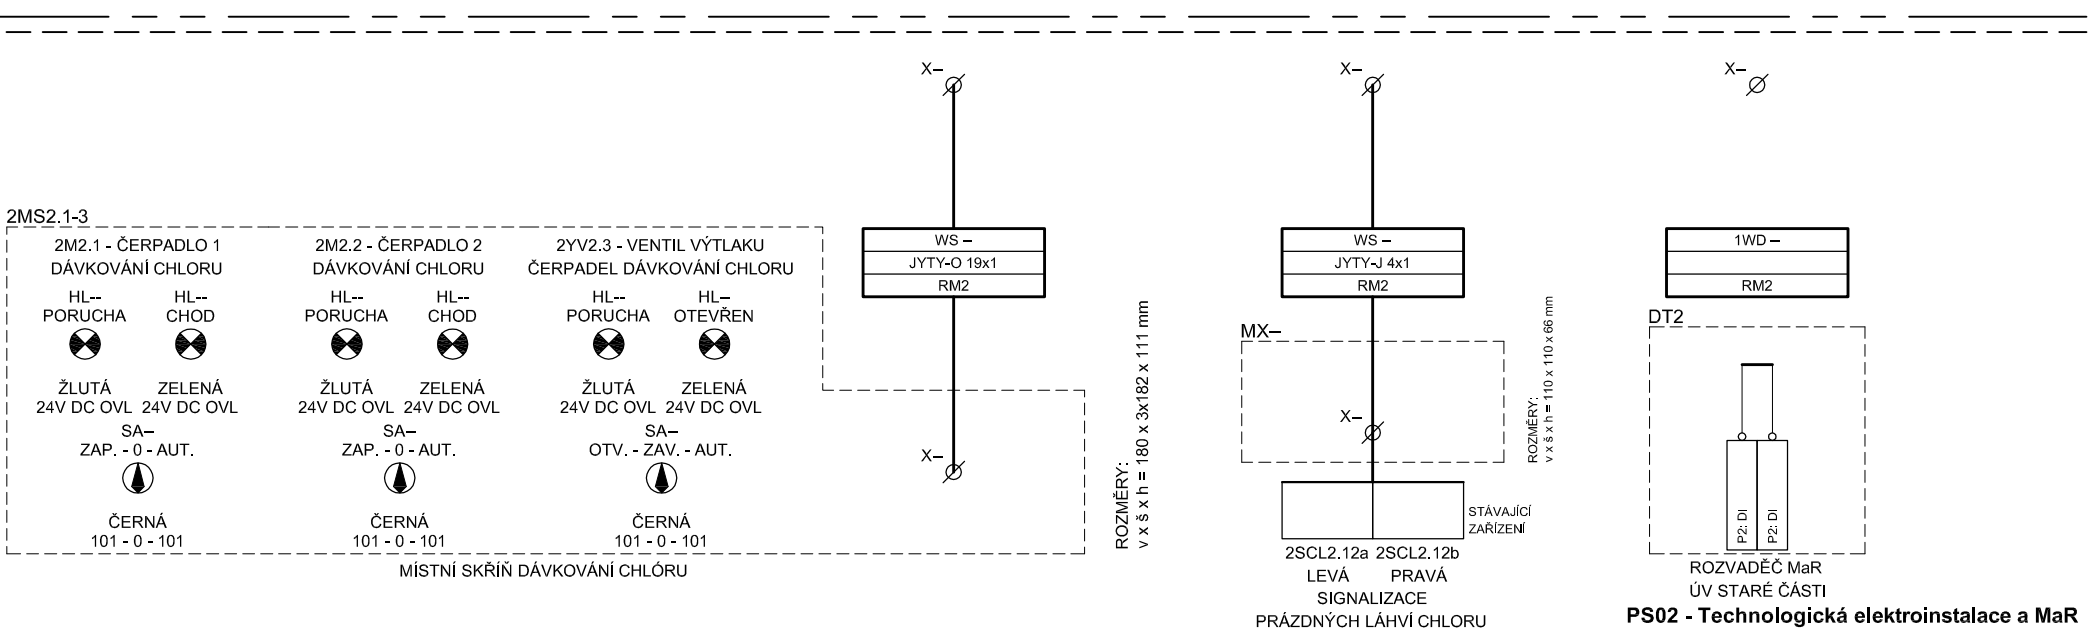 X–
X–
X–
2MS2.1-3
2M2.1 - ČERPADLO 1
DÁVKOVÁNÍ CHLORU
HL--
PORUCHA
HL--
CHOD
ŽLUTÁ
24V DC OVL
ZELENÁ
24V DC OVL
SA–
ZAP. - 0 - AUT.
ČERNÁ
101 - 0 - 101
2M2.2 - ČERPADLO 2
DÁVKOVÁNÍ CHLORU
HL--
PORUCHA
HL--
CHOD
ŽLUTÁ
24V DC OVL
ZELENÁ
24V DC OVL
SA–
ZAP. - 0 - AUT.
ČERNÁ
101 - 0 - 101
2YV2.3 - VENTIL VÝTLAKU
ČERPADEL DÁVKOVÁNÍ CHLORU
HL--
PORUCHA
HL–
OTEVŘEN
ŽLUTÁ
24V DC OVL
ZELENÁ
24V DC OVL
SA–
OTV. - ZAV. - AUT.
ČERNÁ
101 - 0 - 101
MÍSTNÍ SKŘÍŇ DÁVKOVÁNÍ CHLÓRU
WS –
JYTY-O 19x1
RM2
X–
ROZMĚRY:
v x š x h = 180 x 3x182 x 111 mm
WS –
JYTY-J 4x1
RM2
MX–
X–
ROZMĚRY:
v x š x h = 110 x 110 x 66 mm
STÁVAJÍCÍ
ZAŘÍZENÍ
2SCL2.12a 2SCL2.12b
LEVÁ PRAVÁ
SIGNALIZACE
PRÁZDNÝCH LÁHVÍ CHLORU
1WD –
RM2
DT2
P2: DI
P2: DI
ROZVADĚČ MaR
ÚV STARÉ ČÁSTI
PS02 - Technologická elektroinstalace a MaR